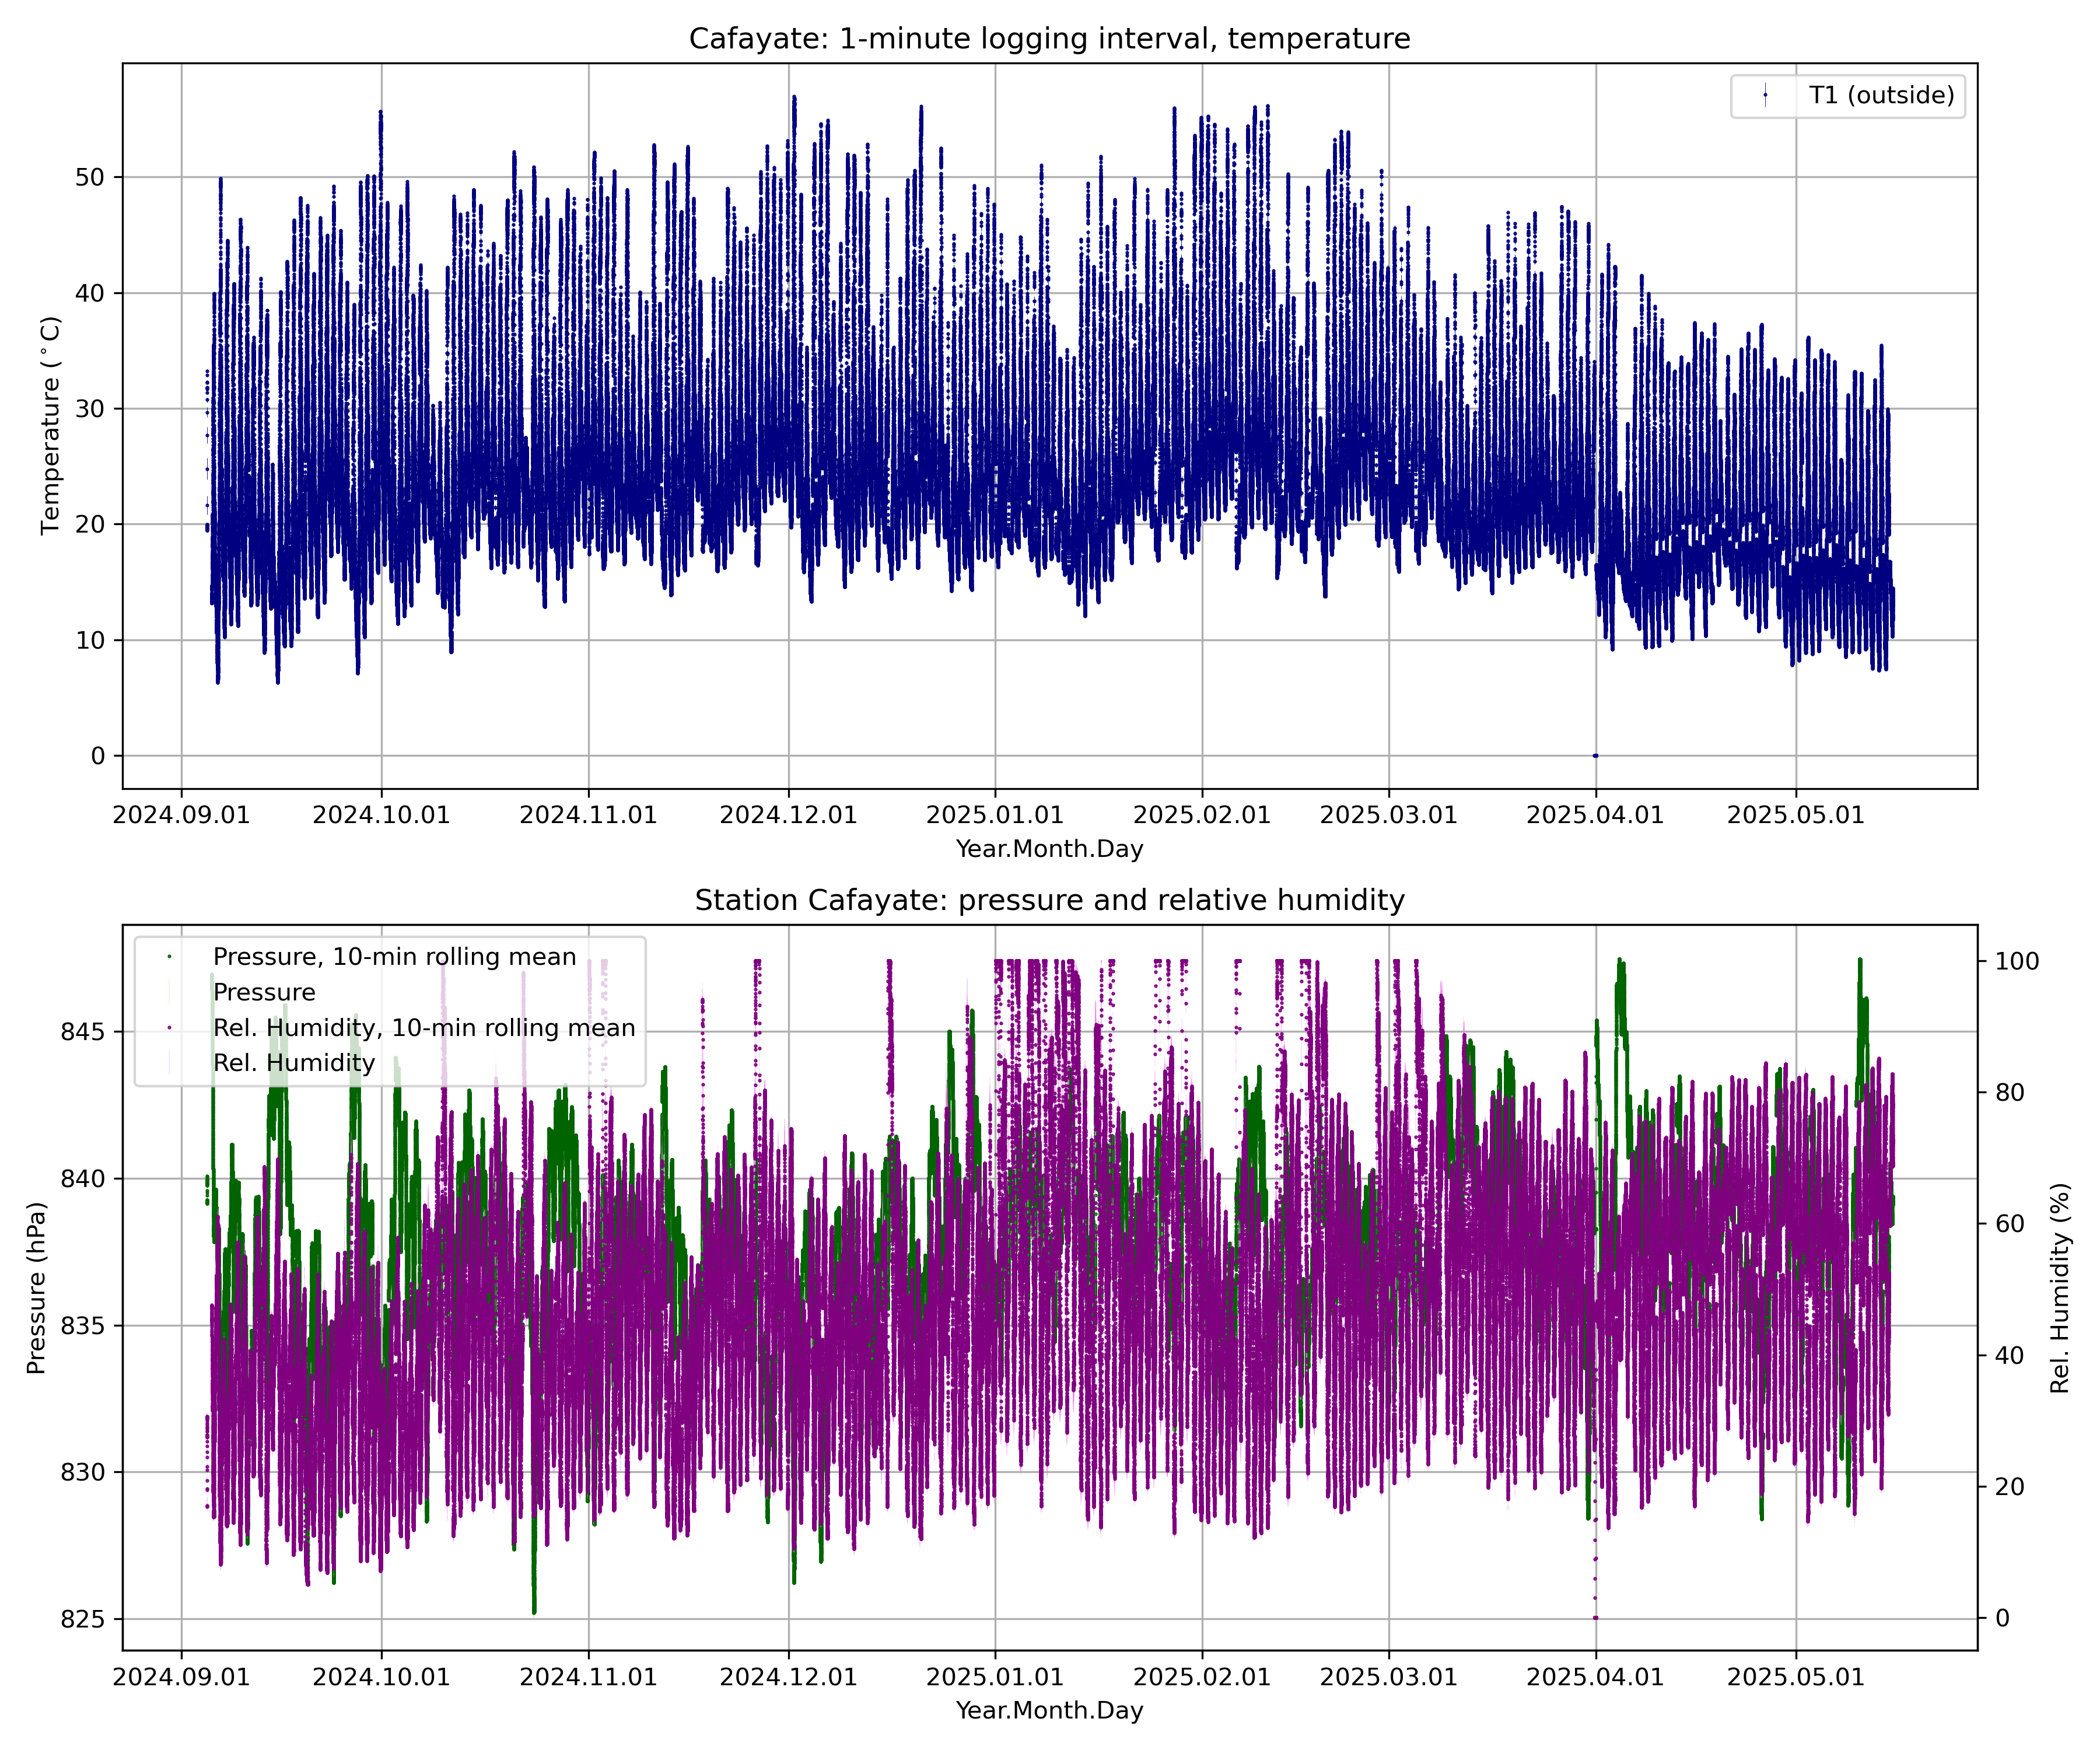 Cafayate: 1-minute logging interval, temperature
T1 (outside)
50
40
30
20
10
0
Temperature (°C)
2024.09.01 2024.10.01 2024.11.01 2024.12.01 2025.01.01 2025.02.01 2025.03.01 2025.04.01 2025.05.01
Year.Month.Day
Station Cafayate: pressure and relative humidity
Pressure, 10-min rolling mean
Pressure
Rel. Humidity, 10-min rolling mean
Rel. Humidity
845
840
835
830
825
Pressure (hPa)
100
80
60
40
20
0
Rel. Humidity (%)
2024.09.01 2024.10.01 2024.11.01 2024.12.01 2025.01.01 2025.02.01 2025.03.01 2025.04.01 2025.05.01
Year.Month.Day